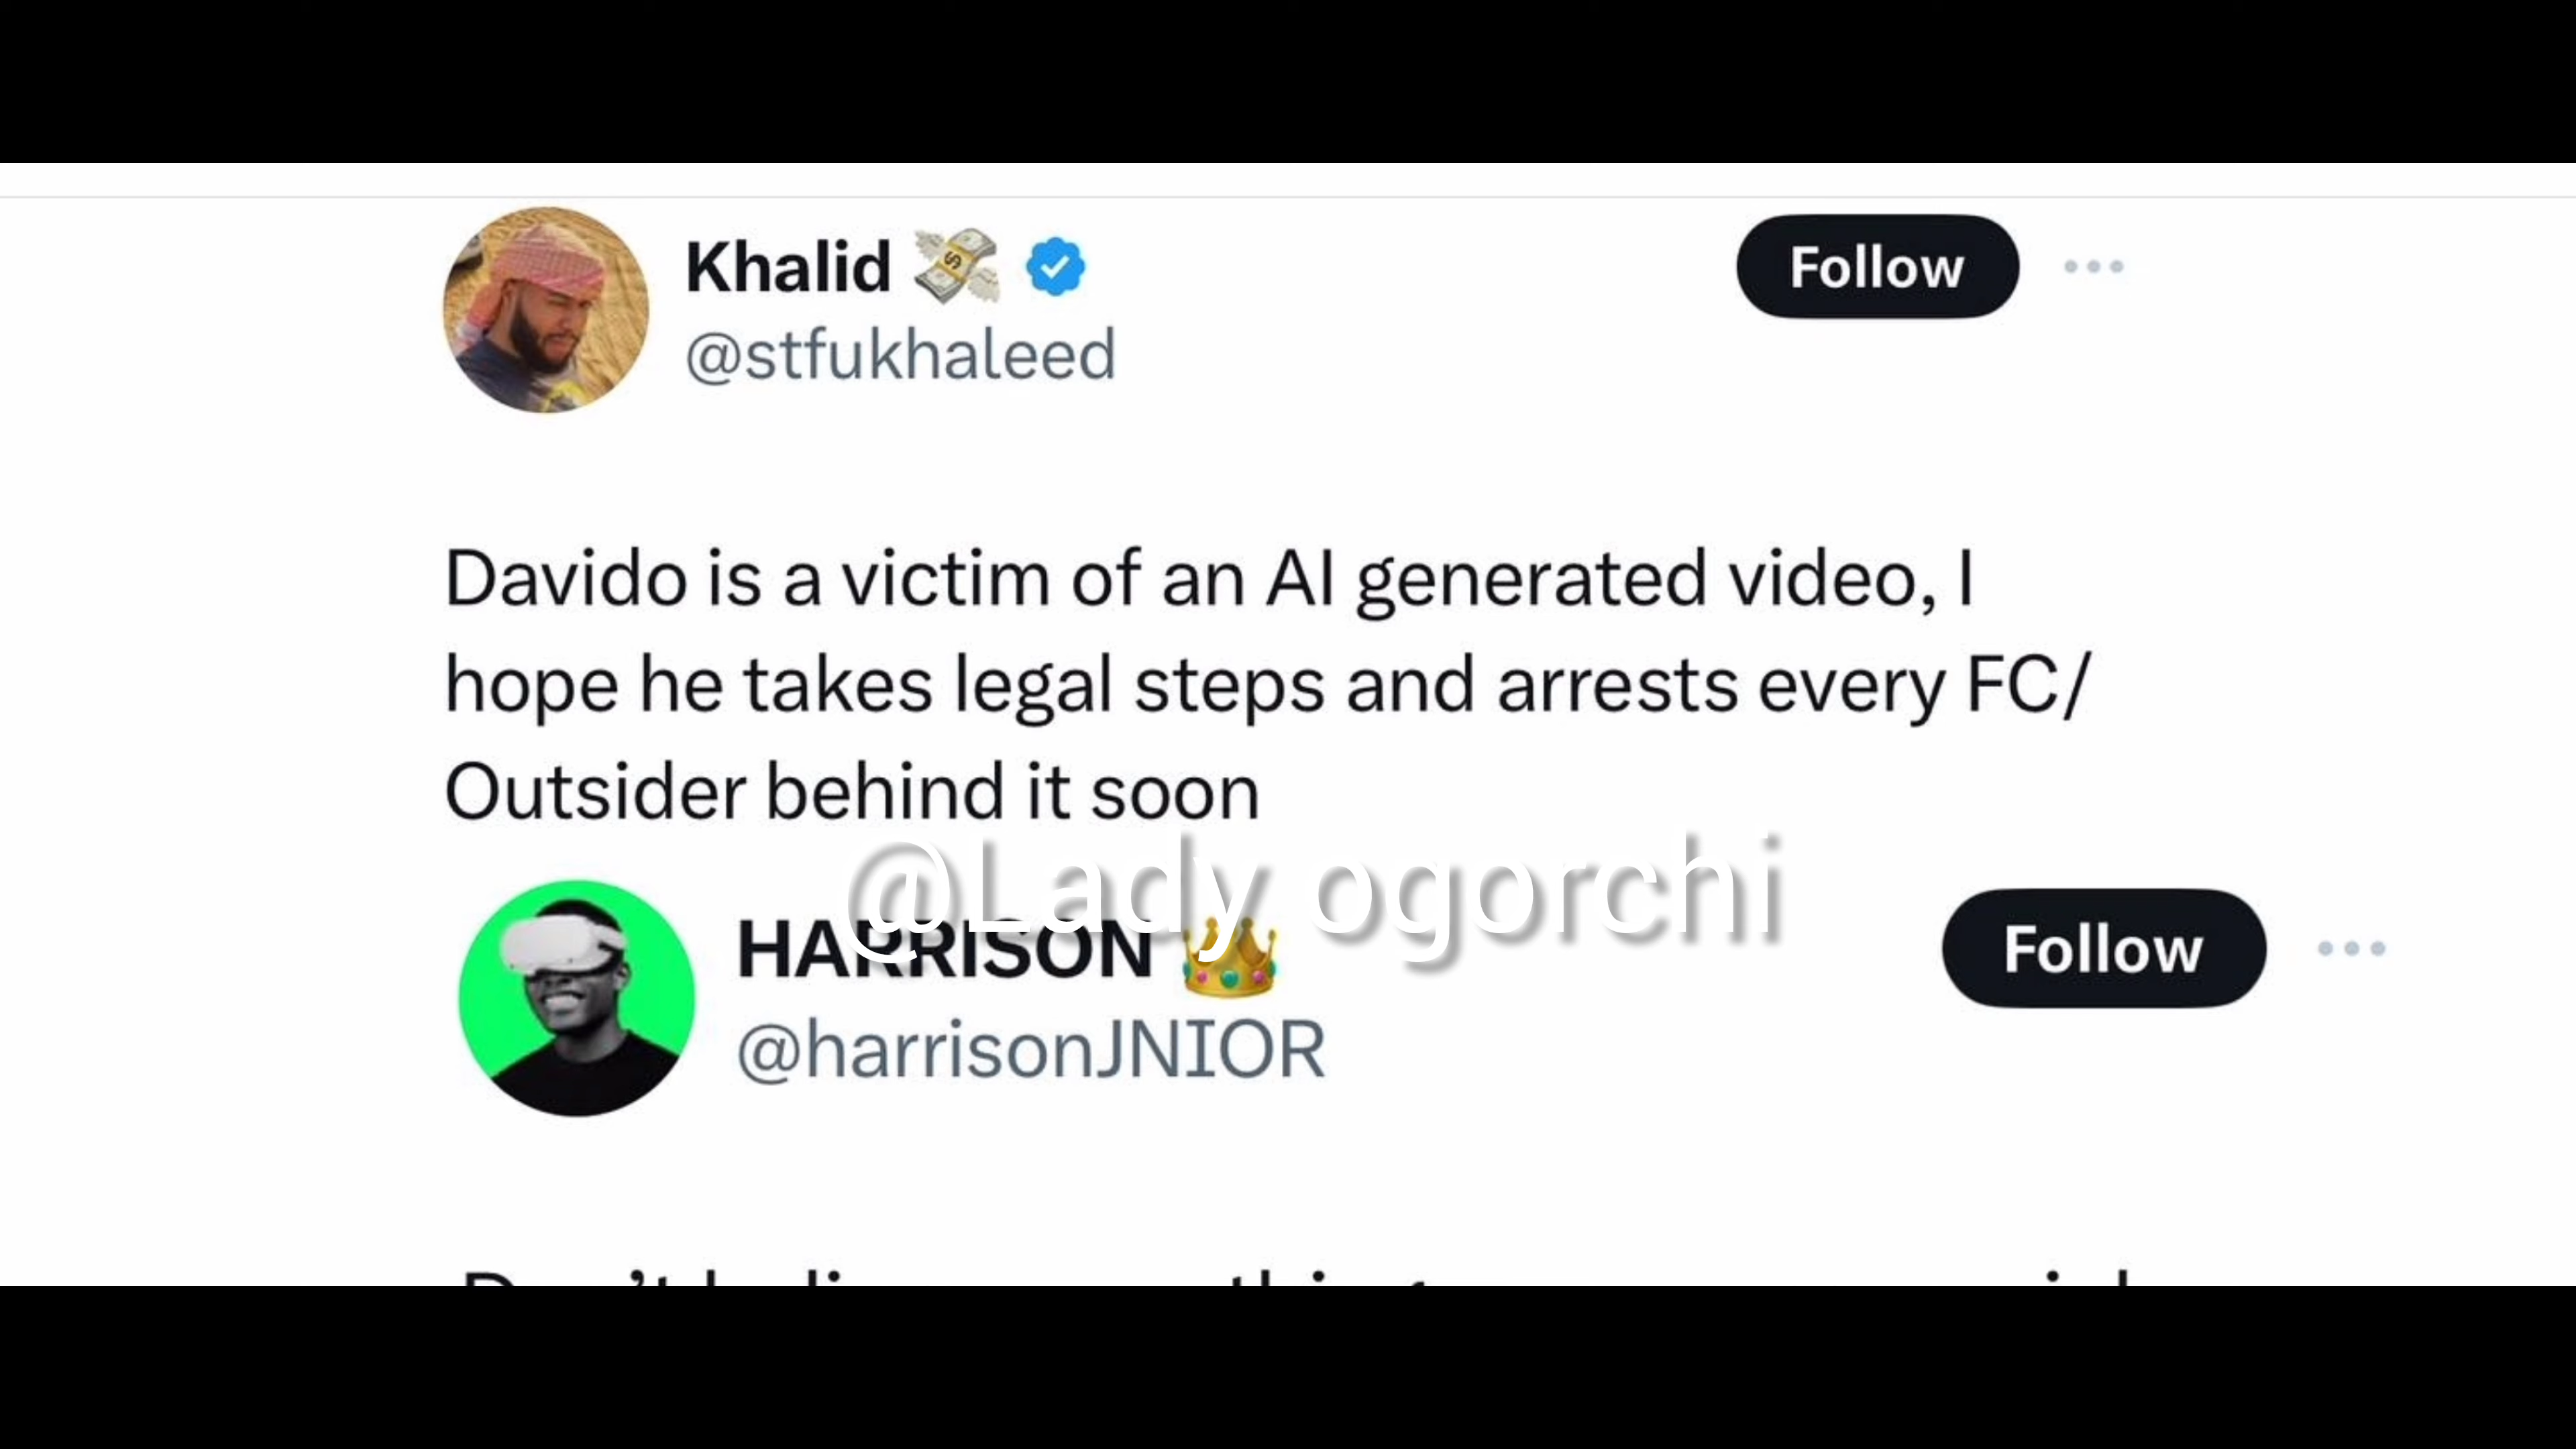 Khalid 💸
Follow
@stfukhaleed
Davido is a victim of an AI generated video, I
hope he takes legal steps and arrests every FC/
Outsider behind it soon
@Lady ogorchi
HARRISON 👑
Follow
@harrisonJNIOR